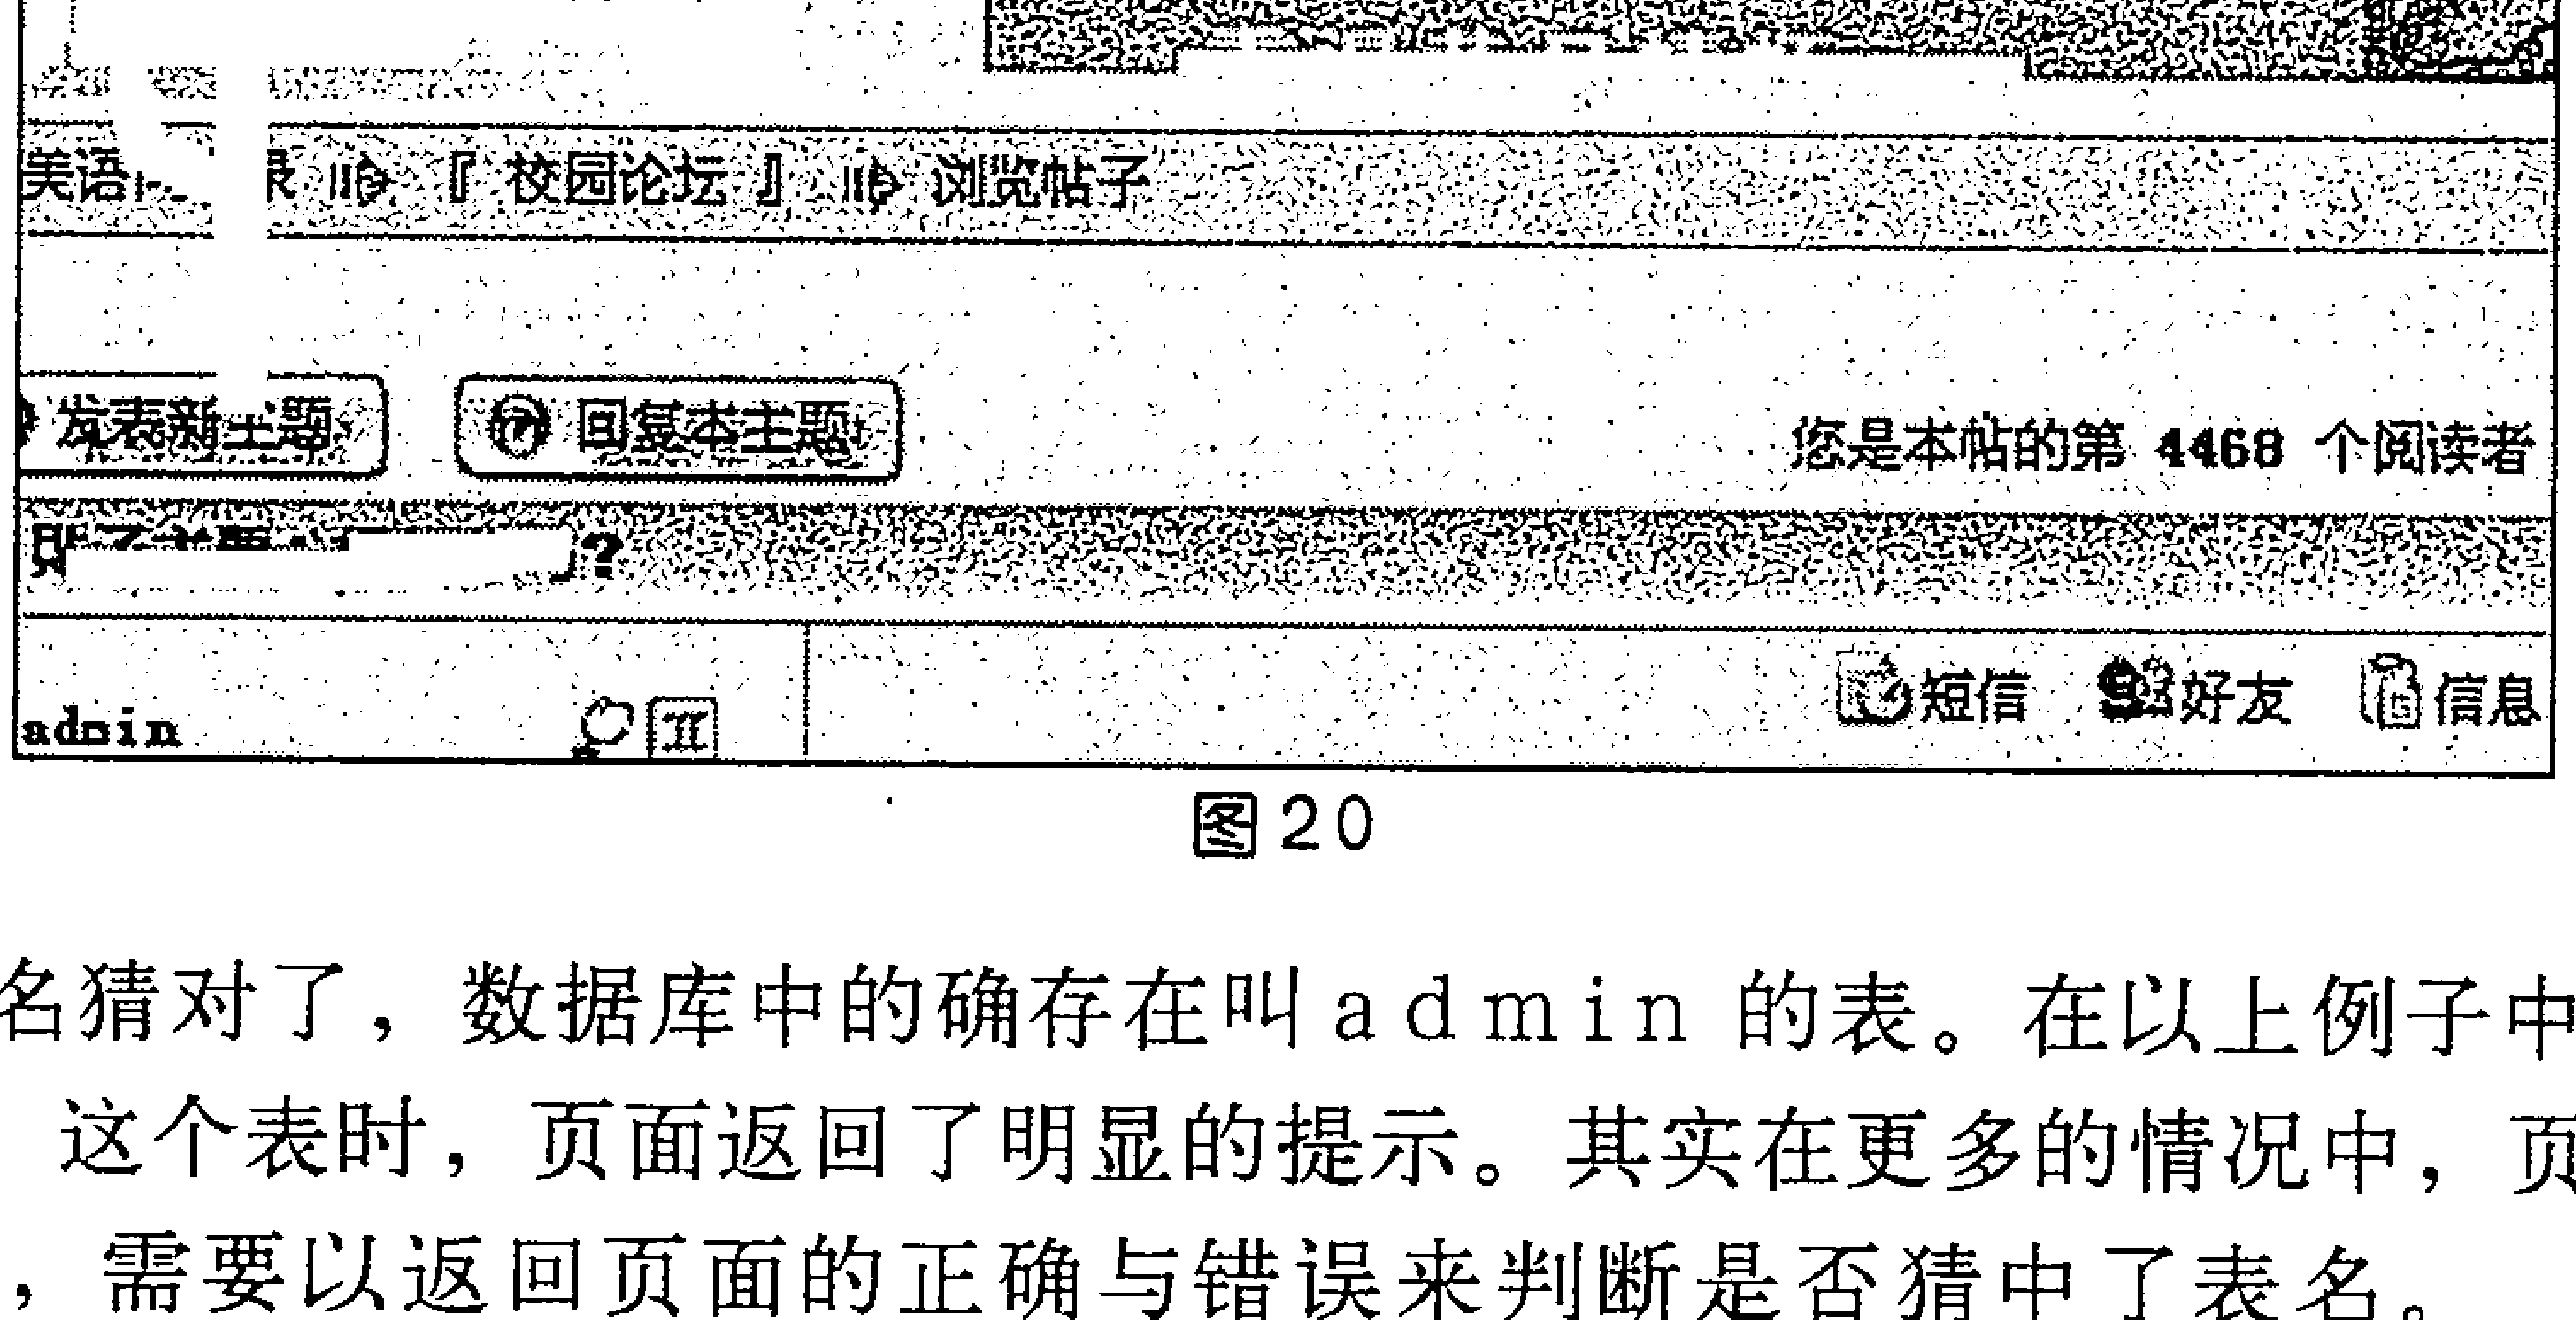 美语
『 校园论坛 』 浏览帖子
发表新主题 回复本主题 您是本帖的第 4468 个阅读者
?
admin 短信 好友 信息
图20
名猜对了，数据库中的确存在叫admin的表。在以上例子中
这个表时，页面返回了明显的提示。其实在更多的情况中，页
，需要以返回页面的正确与错误来判断是否猜中了表名。